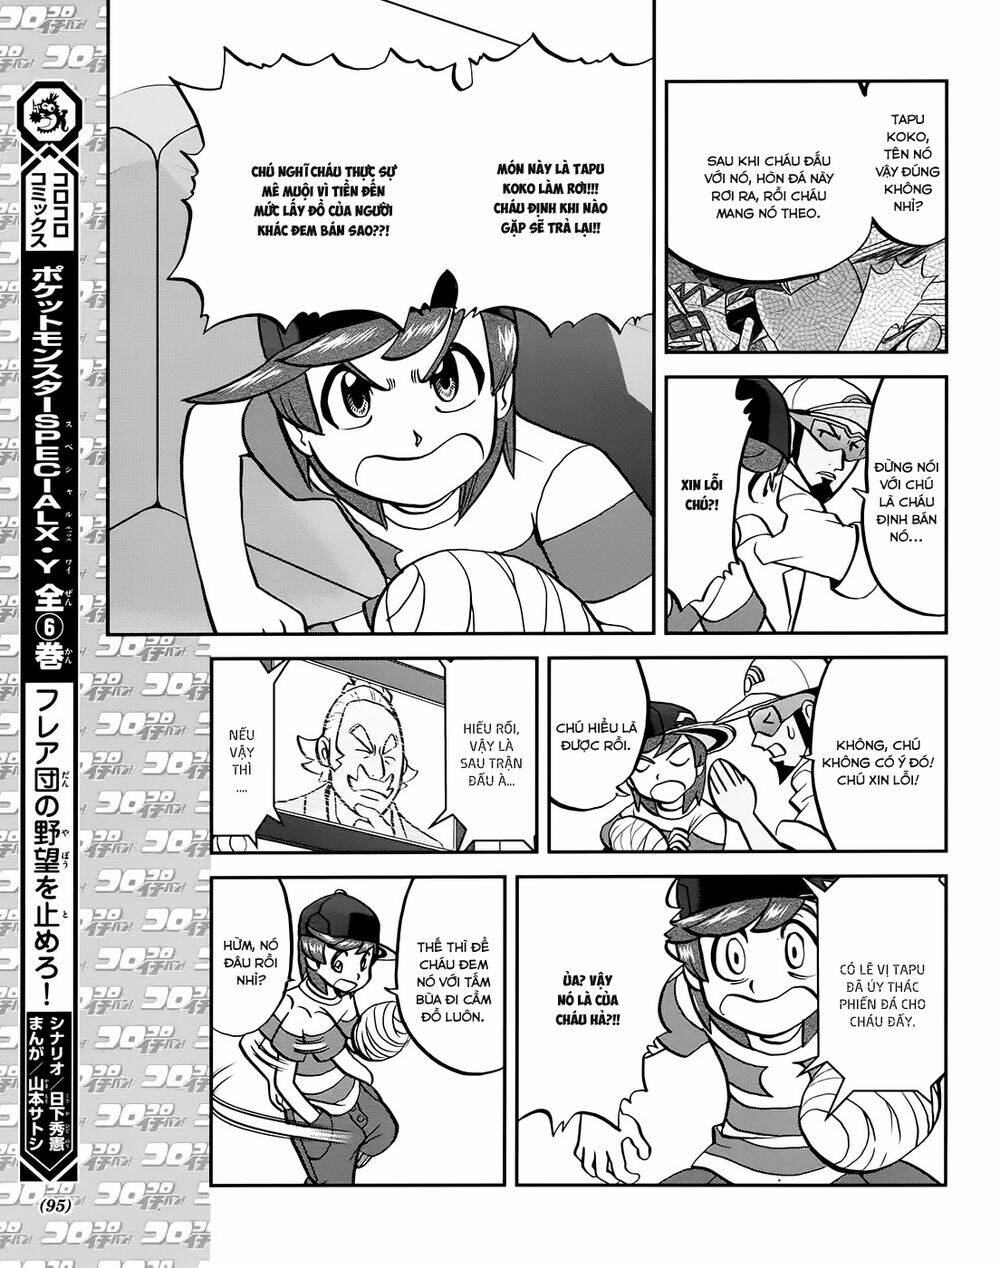 TAPU
KOKO,
TÊN NÓ
VẬY ĐÚNG
KHÔNG
NHỈ?
SAU KHI CHÁU ĐẤU
VỚI NÓ, HÒN ĐÁ NÀY
RƠI RA, RỒI CHÁU
MANG NÓ THEO.
ĐỪNG NÓI
VỚI CHÚ
LÀ CHÁU
ĐỊNH BÁN
NÓ...
XIN LỖI
CHÚ?!
MÓN NÀY LÀ TAPU
KOKO LÀM RƠI!!!
CHÁU ĐỊNH KHI NÀO
GẶP SẼ TRẢ LẠI!!
CHÚ NGHĨ CHÁU THỰC SỰ
MÊ MUỘI VÌ TIỀN ĐẾN
MỨC LẤY ĐỒ CỦA NGƯỜI
KHÁC ĐEM BÁN SAO??!
KHÔNG, CHÚ
KHÔNG CÓ Ý ĐÓ!
CHÚ XIN LỖI!
CHÚ HIỂU LÀ
ĐƯỢC RỒI.
HIỂU RỒI,
VẬY LÀ
SAU TRẬN
ĐẤU À...
NẾU
VẬY
THÌ
....
CÓ LẼ VỊ TAPU
ĐÃ ỦY THÁC
PHIẾN ĐÁ CHO
CHÁU ĐẤY.
ỦA? VẬY
NÓ LÀ CỦA
CHÁU HẢ?!!
THẾ THÌ ĐỂ
CHÁU ĐEM
NÓ VỚI TẤM
BÙA ĐI CẦM
ĐỒ LUÔN.
HỪM, NÓ
ĐÂU RỒI
NHỈ?
コロコロ
コミックス
ポケットモンスターSPECIALX・Y 全⑥巻
フレア団の野望を止めろ!
シナリオ/日下秀憲
まんが/山本サトシ
(95)